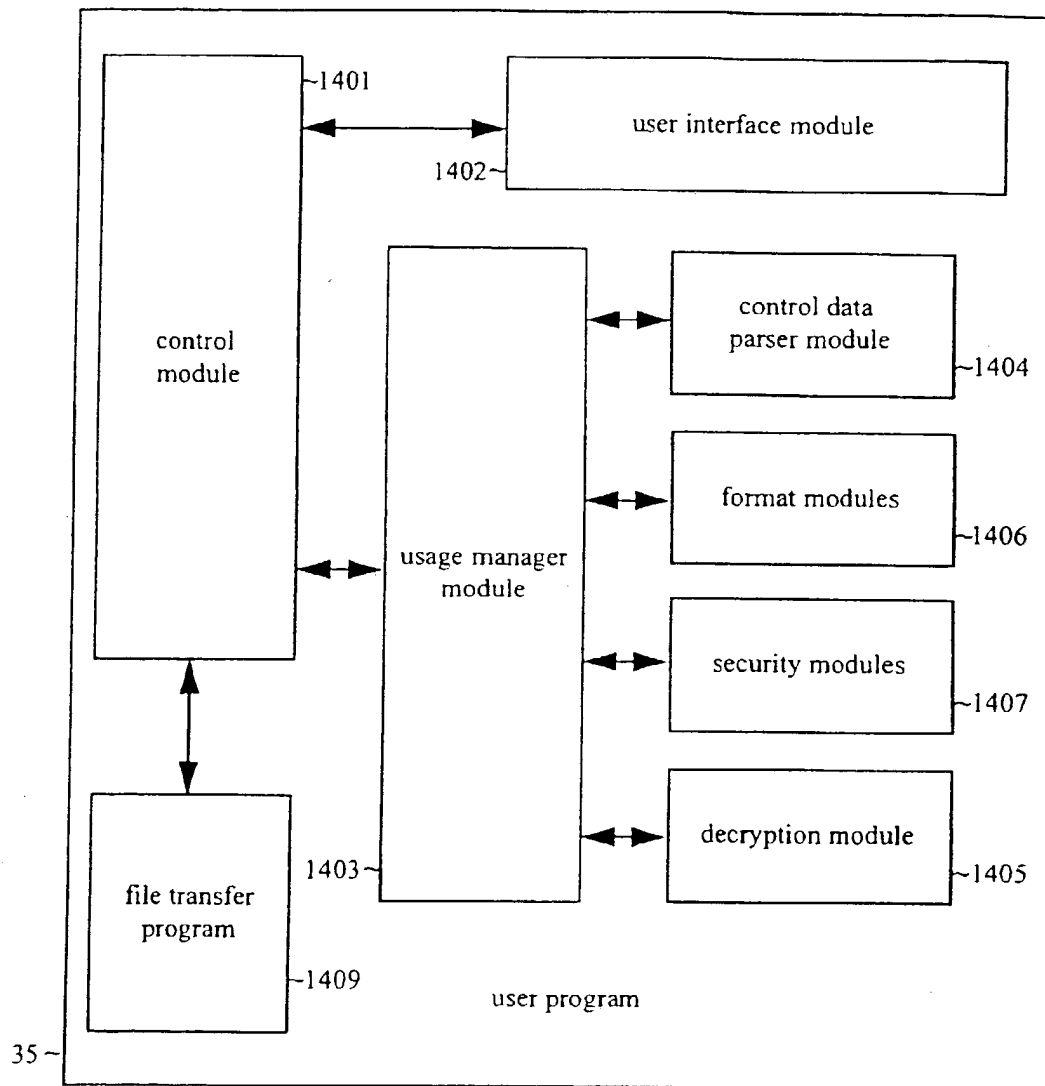 1401
user interface module
1402
control
module
control data
parser module
1404
format modules
1406
usage manager
module
security modules
1407
decryption module
1403
1405
file transfer
program
1409
user program
35